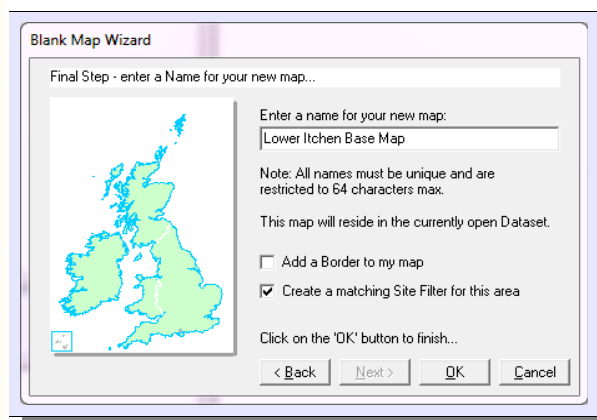 Blank Map Wizard
Final Step - enter a Name for your new map...
Enter a name for your new map:
Lower Itchen Base Map
Note: All names must be unique and are
restricted to 64 characters max.
This map will reside in the currently open Dataset.
Add a Border to my map
Create a matching Site Filter for this area
Click on the 'OK' button to finish...
< Back
Next >
OK
Cancel